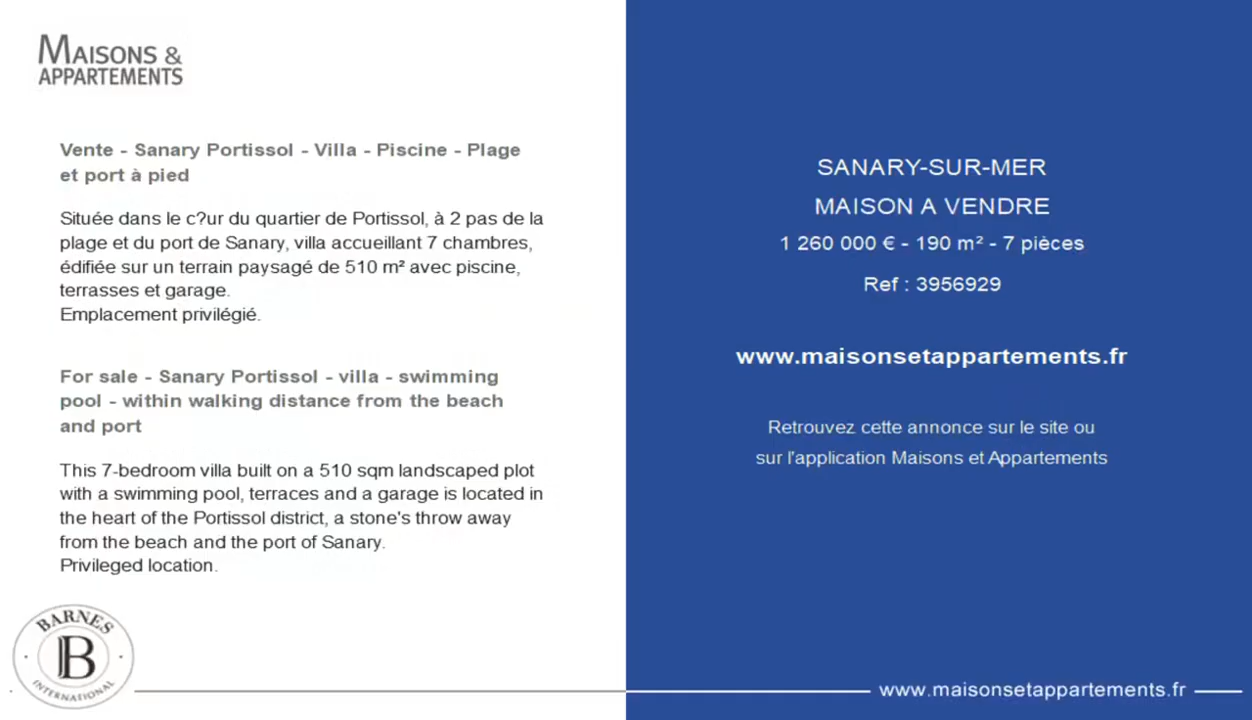 MAISONS &
APPARTEMENTS
Vente - Sanary Portissol - Villa - Piscine - Plage
et port à pied
Située dans le c?ur du quartier de Portissol, à 2 pas de la
plage et du port de Sanary, villa accueillant 7 chambres,
édifiée sur un terrain paysagé de 510 m² avec piscine,
terrasses et garage.
Emplacement privilégié.
For sale - Sanary Portissol - villa - swimming
pool - within walking distance from the beach
and port
This 7-bedroom villa built on a 510 sqm landscaped plot
with a swimming pool, terraces and a garage is located in
the heart of the Portissol district, a stone's throw away
from the beach and the port of Sanary.
Privileged location.
BARNES
B
INTERNATIONAL
SANARY-SUR-MER
MAISON A VENDRE
1 260 000 € - 190 m² - 7 pièces
Ref : 3956929
www.maisonsetappartements.fr
Retrouvez cette annonce sur le site ou
sur l'application Maisons et Appartements
www.maisonsetappartements.fr